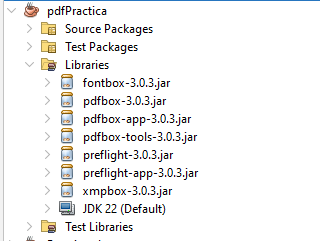 pdfPractica
Source Packages
Test Packages
Libraries
fontbox-3.0.3.jar
pdfbox-3.0.3.jar
pdfbox-app-3.0.3.jar
pdfbox-tools-3.0.3.jar
preflight-3.0.3.jar
preflight-app-3.0.3.jar
xmpbox-3.0.3.jar
JDK 22 (Default)
Test Libraries